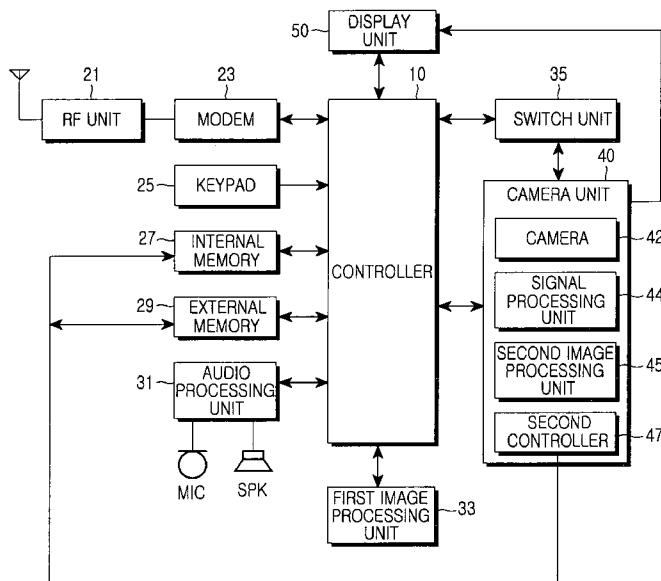 50
DISPLAY
UNIT
21
RF UNIT
23
MODEM
10
CONTROLLER
35
SWITCH UNIT
25
KEYPAD
27
INTERNAL
MEMORY
29
EXTERNAL
MEMORY
31
AUDIO
PROCESSING
UNIT
MIC
SPK
FIRST IMAGE
PROCESSING
UNIT
33
40
CAMERA UNIT
CAMERA
42
SIGNAL
PROCESSING
UNIT
44
SECOND IMAGE
PROCESSING
UNIT
45
SECOND
CONTROLLER
47